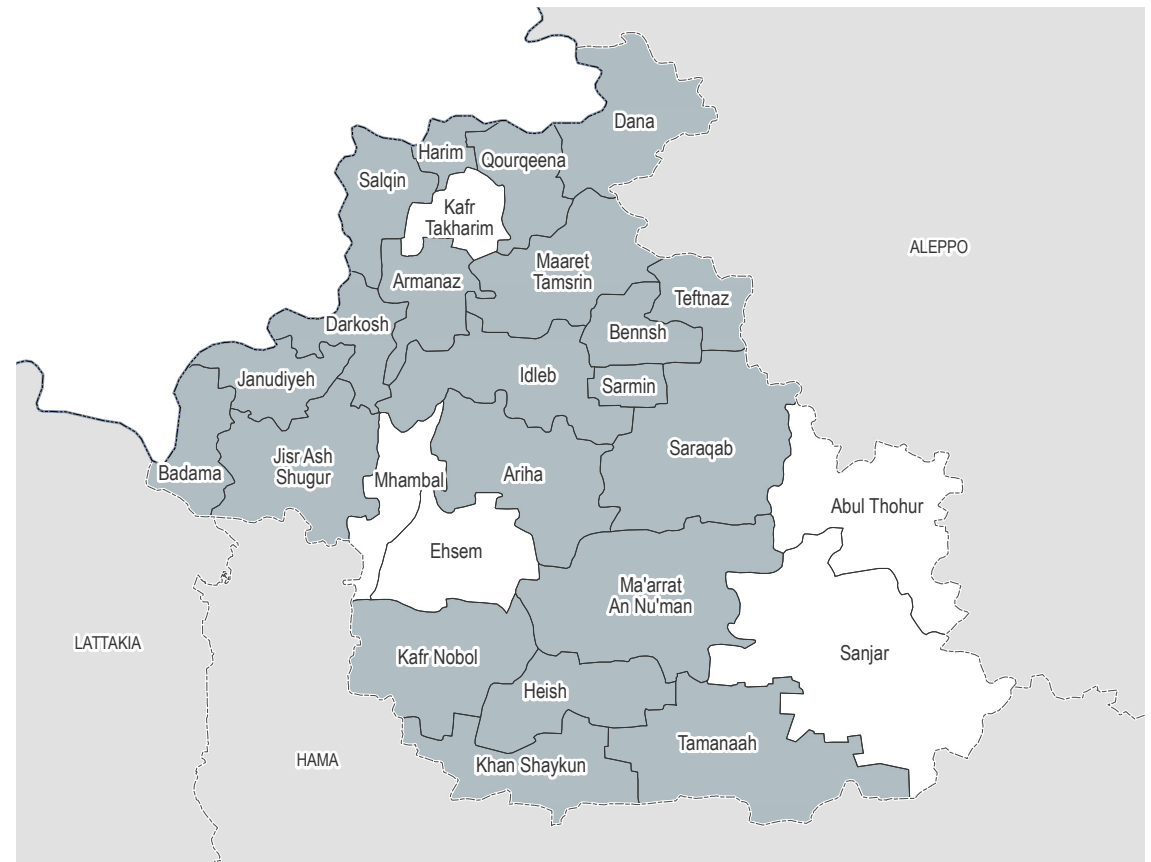 Dana
Harim
Qourqeena
Salqin
Kafr
Takharim
ALEPPO
Maaret
Tamsrin
Armanaz
Teftnaz
Darkosh
Bennsh
Janudiyeh
Idleb
Sarmin
Saraqab
Jisr Ash
Shugur
Badama
Mhambal
Ariha
Abul Thohur
Ehsem
Ma'arrat
An Nu'man
LATTAKIA
Kafr Nobol
Sanjar
Heish
Tamanaah
HAMA
Khan Shaykun